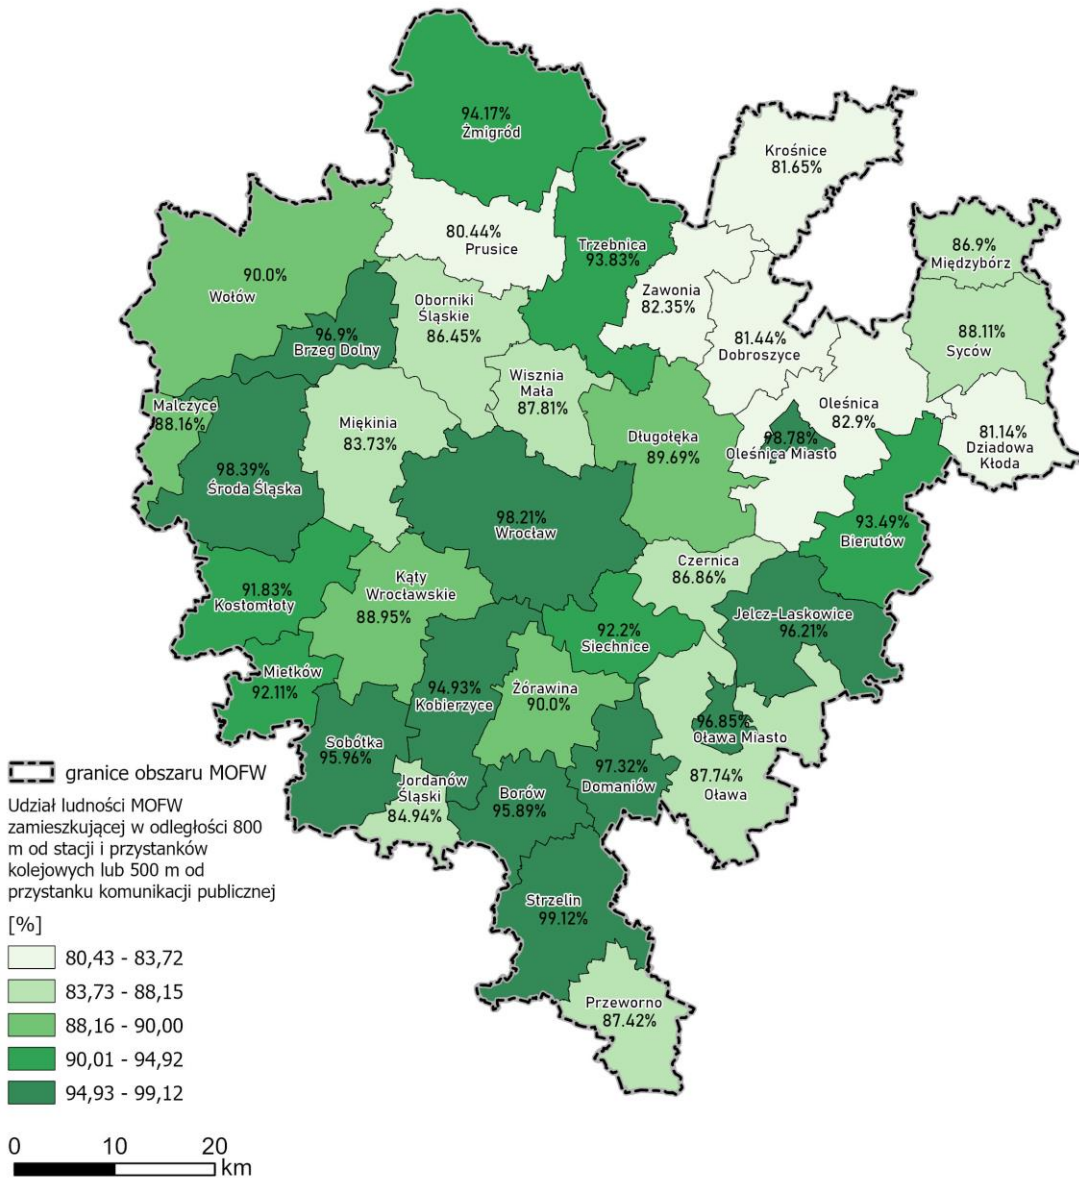 94.17%
Żmigród
Krośnice
81.65%
80.44%
Prusice
Trzebnica
93.83%
86.9%
Międzybórz
90.0%
Wołów
Zawonia
82.35%
Oborniki
Śląskie
86.45%
96.9%
Brzeg Dolny
81.44%
Dobroszyce
88.11%
Syców
Wisznia
Mała
87.81%
Malczyce
88.16%
Miękinia
83.73%
Oleśnica
82.9%
Długołęka
89.69%
98.78%
Oleśnica Miasto
81.14%
Dziadowa
Kłoda
98.39%
Środa Śląska
98.21%
Wrocław
93.49%
Bierutów
Czernica
86.86%
Kąty
Wrocławskie
88.95%
91.83%
Kostomłoty
Jelcz-Laskowice
96.21%
92.2%
Siechnice
Mietków
92.11%
94.93%
Kobierzyce
Żórawina
90.0%
96.85%
Oława Miasto
Sobótka
95.96%
97.32%
Domaniów
87.74%
Oława
Jordanów
Śląski
84.94%
Borów
95.89%
Strzelin
99.12%
Przeworno
87.42%
granice obszaru MOFW
Udział ludności MOFW
zamieszkującej w odległości 800
m od stacji i przystanków
kolejowych lub 500 m od
przystanku komunikacji publicznej
[%]
80,43 - 83,72
83,73 - 88,15
88,16 - 90,00
90,01 - 94,92
94,93 - 99,12
0 10 20
km